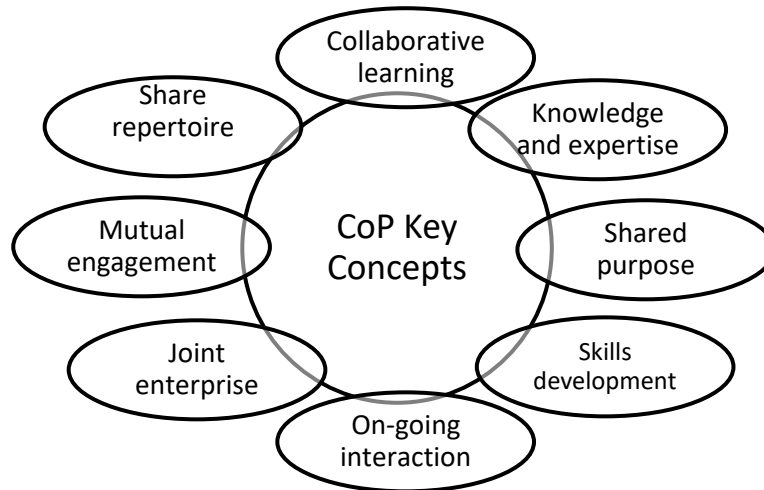 Collaborative
learning
Share
repertoire
Knowledge
and expertise
Mutual
engagement
CoP Key
Concepts
Shared
purpose
Joint
enterprise
Skills
development
On-going
interaction